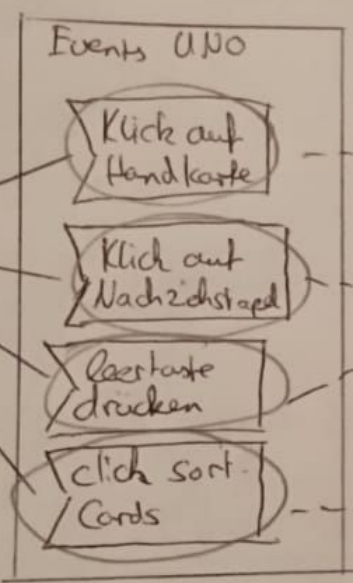 Events UNO
Klick auf
Handkarte
Klick auf
Nachziehstapel
leertaste
drücken
click sort
Cards